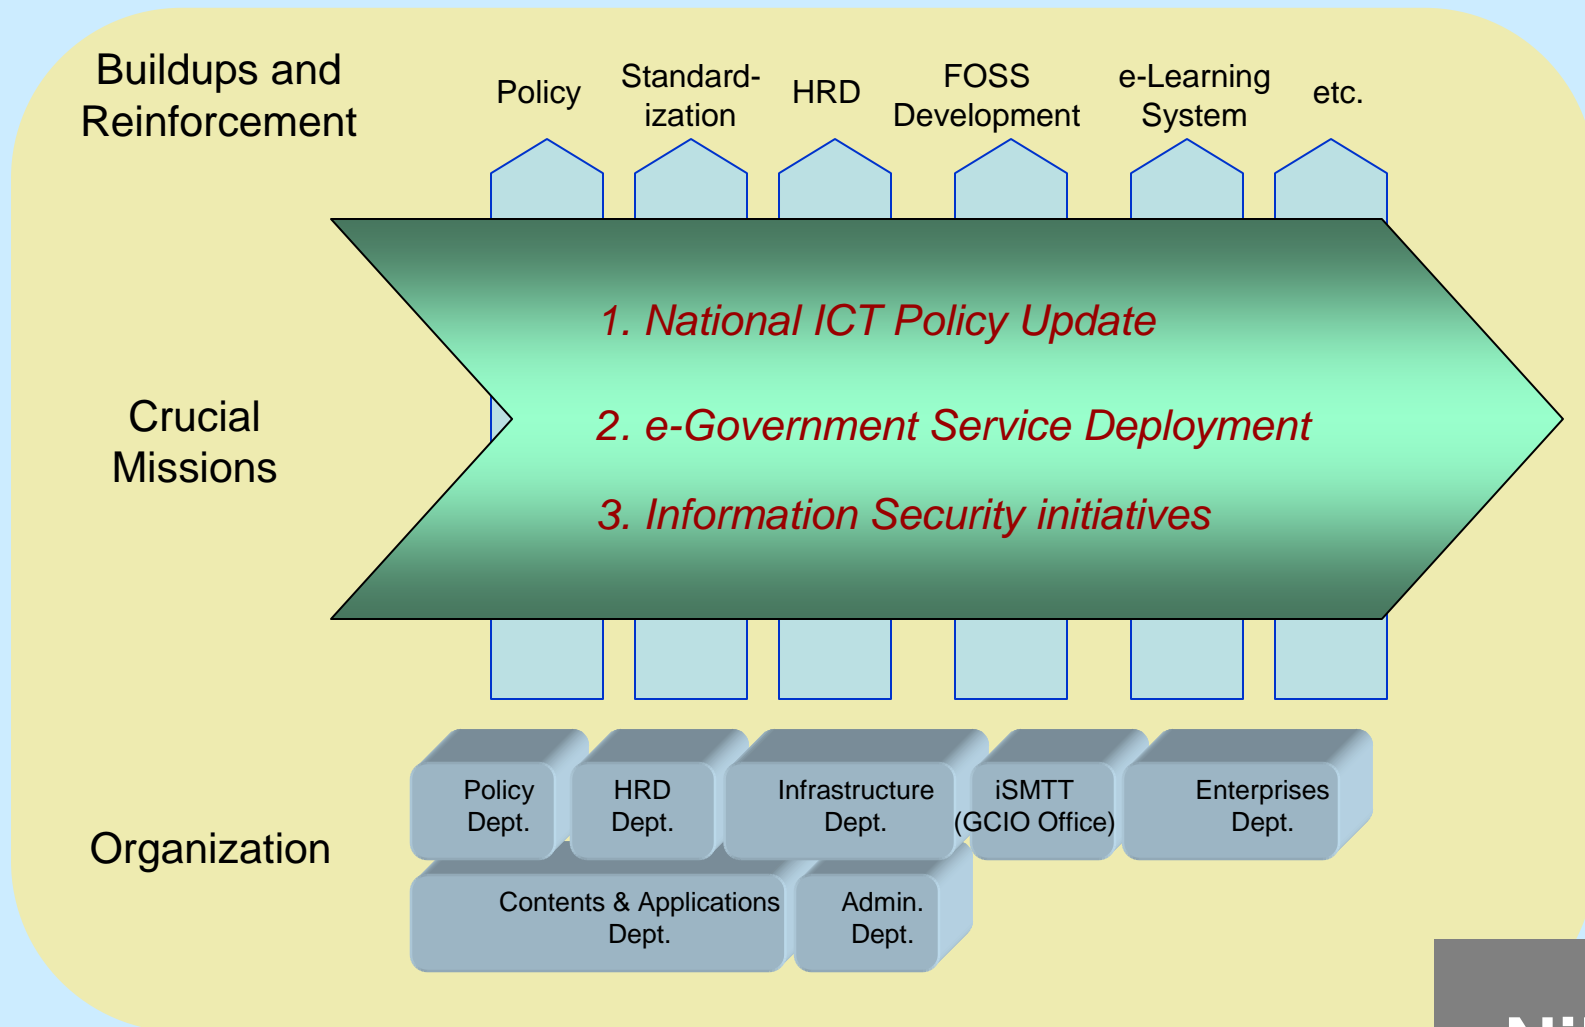 Buildups and
Reinforcement
Policy
Standard-
ization
HRD
FOSS
Development
e-Learning
System
etc.
Crucial
Missions
1. National ICT Policy Update
2. e-Government Service Deployment
3. Information Security initiatives
Organization
Policy
Dept.
HRD
Dept.
Infrastructure
Dept.
iSMTT
(GCIO Office)
Enterprises
Dept.
Contents & Applications
Dept.
Admin.
Dept.